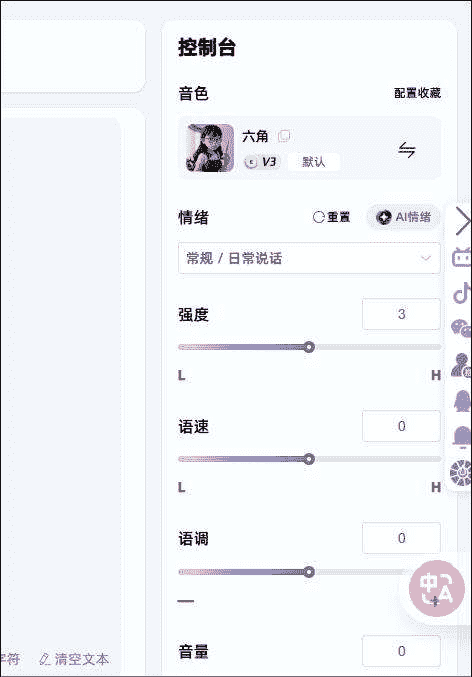 控制台
音色
配置收藏
六角
V3 默认
情绪
重置
AI情绪
常规 / 日常说话
强度
3
L H
语速
0
L H
语调
0
— +
中 A
音量
0
字符
清空文本